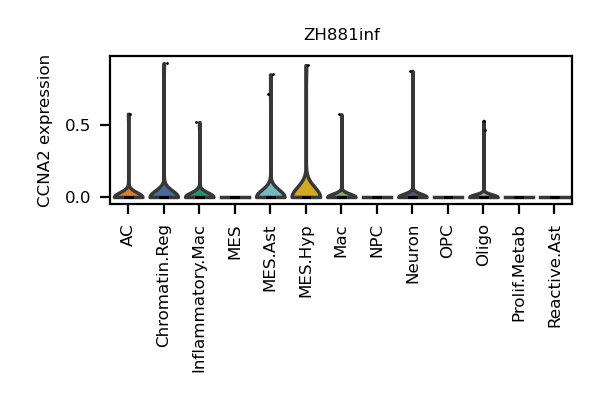 ZH881inf
CCNA2 expression
0.5
0.0
AC
Chromatin.Reg
Inflammatory.Mac
MES
MES.Ast
MES.Hyp
Mac
NPC
Neuron
OPC
Oligo
Prolif.Metab
Reactive.Ast